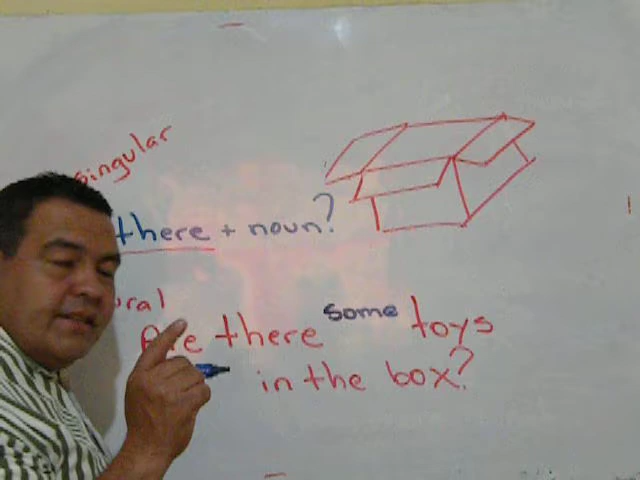 singular
there + noun?
Are there some toys
in the box?